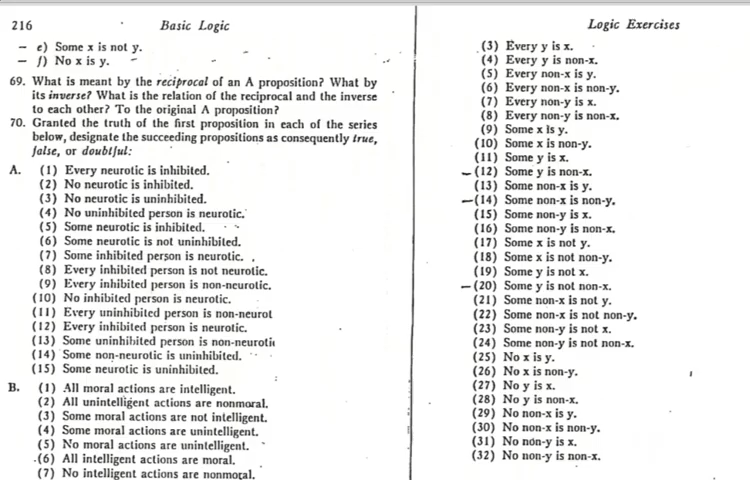 216 Basic Logic
– e) Some x is not y.
– f) No x is y.
69. What is meant by the reciprocal of an A proposition? What by
its inverse? What is the relation of the reciprocal and the inverse
to each other? To the original A proposition?
70. Granted the truth of the first proposition in each of the series
below, designate the succeeding propositions as consequently true,
false, or doubtful:
A. (1) Every neurotic is inhibited.
(2) No neurotic is inhibited.
(3) No neurotic is uninhibited.
(4) No uninhibited person is neurotic.
(5) Some neurotic is inhibited.
(6) Some neurotic is not uninhibited.
(7) Some inhibited person is neurotic.
(8) Every inhibited person is not neurotic.
(9) Every inhibited person is non-neurotic.
(10) No inhibited person is neurotic.
(11) Every uninhibited person is non-neurot
(12) Every inhibited person is neurotic.
(13) Some uninhibited person is non-neuroti
(14) Some non-neurotic is uninhibited.
(15) Some neurotic is uninhibited.
B. (1) All moral actions are intelligent.
(2) All unintelligent actions are nonmoral.
(3) Some moral actions are not intelligent.
(4) Some moral actions are unintelligent.
(5) No moral actions are unintelligent.
(6) All intelligent actions are moral.
(7) No intelligent actions are nonmoral.
Logic Exercises
(3) Every y is x.
(4) Every y is non-x.
(5) Every non-x is y.
(6) Every non-x is non-y.
(7) Every non-y is x.
(8) Every non-y is non-x.
(9) Some x is y.
(10) Some x is non-y.
(11) Some y is x.
–(12) Some y is non-x.
(13) Some non-x is y.
–(14) Some non-x is non-y.
(15) Some non-y is x.
(16) Some non-y is non-x.
(17) Some x is not y.
(18) Some x is not non-y.
(19) Some y is not x.
–(20) Some y is not non-x.
(21) Some non-x is not y.
(22) Some non-x is not non-y.
(23) Some non-y is not x.
(24) Some non-y is not non-x.
(25) No x is y.
(26) No x is non-y.
(27) No y is x.
(28) No y is non-x.
(29) No non-x is y.
(30) No non-x is non-y.
(31) No non-y is x.
(32) No non-y is non-x.